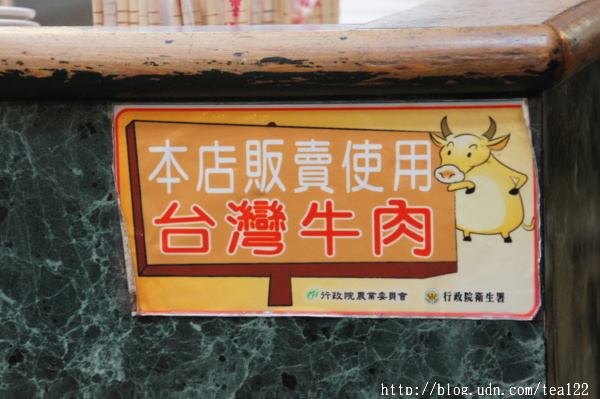 本店販賣使用
台灣牛肉
行政院農業委員會 行政院衛生署
http://blog.udn.com/tea122